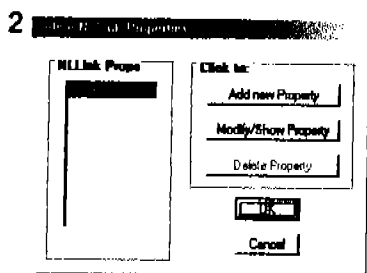 2
NLLink Props
Click to:
Add new Property
Modify/Show Property
Delete Property
OK
Cancel